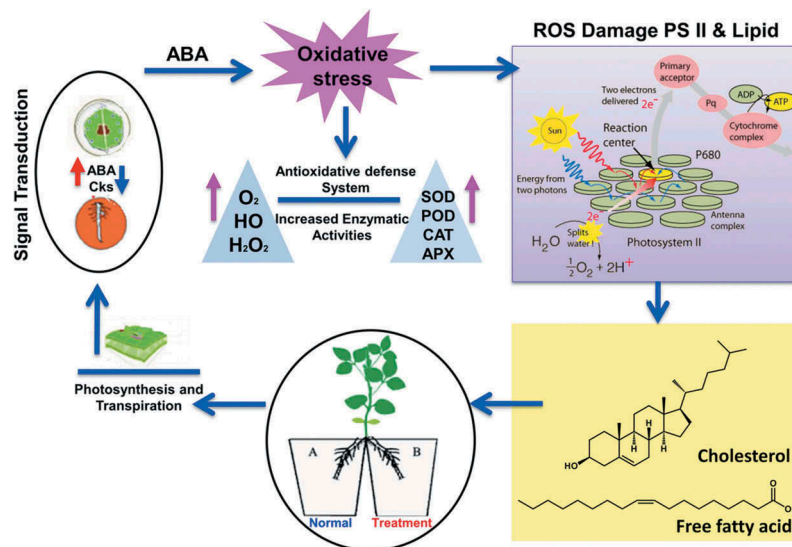 ROS Damage PS II & Lipid
ABA
Oxidative
stress
Signal Transduction
ABA
Cks
Antioxidative defense
System
Increased Enzymatic
Activities
O2
HO
H2O2
SOD
POD
CAT
APX
Primary
acceptor
Two electrons
delivered 2e-
ADP
ATP
Pq
Cytochrome
complex
Sun
Reaction
center
P680
Energy from
two photons
2e-
Antenna
complex
Splits
water!
H2O
Photosystem II
1/2 O2 + 2H+
Photosynthesis and
Transpiration
A
B
Normal
Treatment
HO
H
H
H
Cholesterol
O
O
Free fatty acid